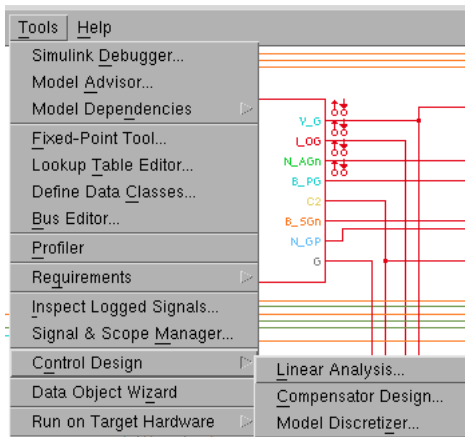 Tools Help
Simulink Debugger...
Model Advisor...
Model Dependencies
Fixed-Point Tool...
Lookup Table Editor...
Define Data Classes...
Bus Editor...
Profiler
Requirements
Inspect Logged Signals...
Signal & Scope Manager...
Control Design
Data Object Wizard
Run on Target Hardware
Linear Analysis...
Compensator Design...
Model Discretizer...
V_G
I_OG
N_AGn
B_PG
C2
B_SGn
N_GP
G